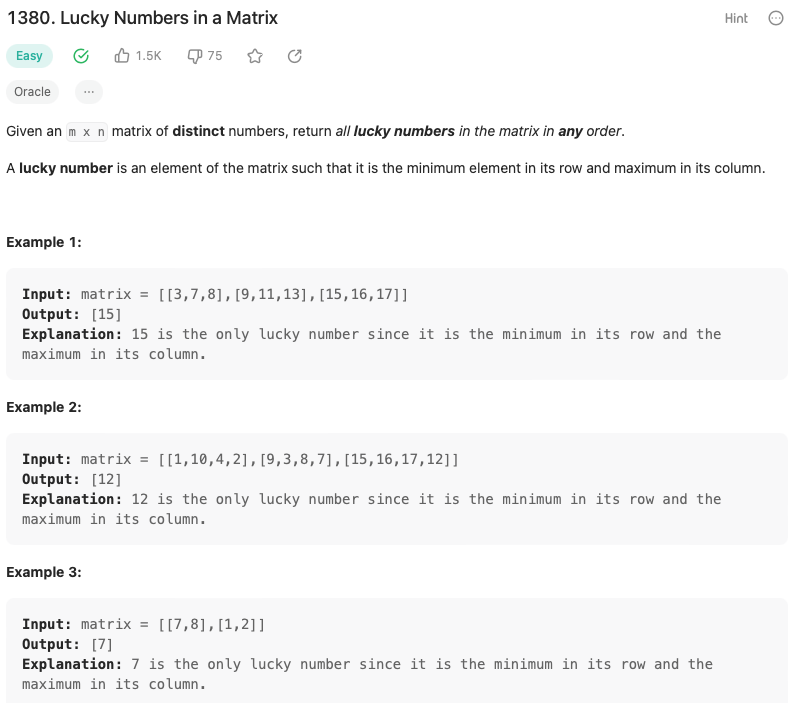 1380. Lucky Numbers in a Matrix
Hint
Easy
1.5K
75
Oracle
...
Given an m x n matrix of distinct numbers, return all lucky numbers in the matrix in any order.
A lucky number is an element of the matrix such that it is the minimum element in its row and maximum in its column.
Example 1:
Input: matrix = [[3,7,8],[9,11,13],[15,16,17]]
Output: [15]
Explanation: 15 is the only lucky number since it is the minimum in its row and the
maximum in its column.
Example 2:
Input: matrix = [[1,10,4,2],[9,3,8,7],[15,16,17,12]]
Output: [12]
Explanation: 12 is the only lucky number since it is the minimum in its row and the
maximum in its column.
Example 3:
Input: matrix = [[7,8],[1,2]]
Output: [7]
Explanation: 7 is the only lucky number since it is the minimum in its row and the
maximum in its column.